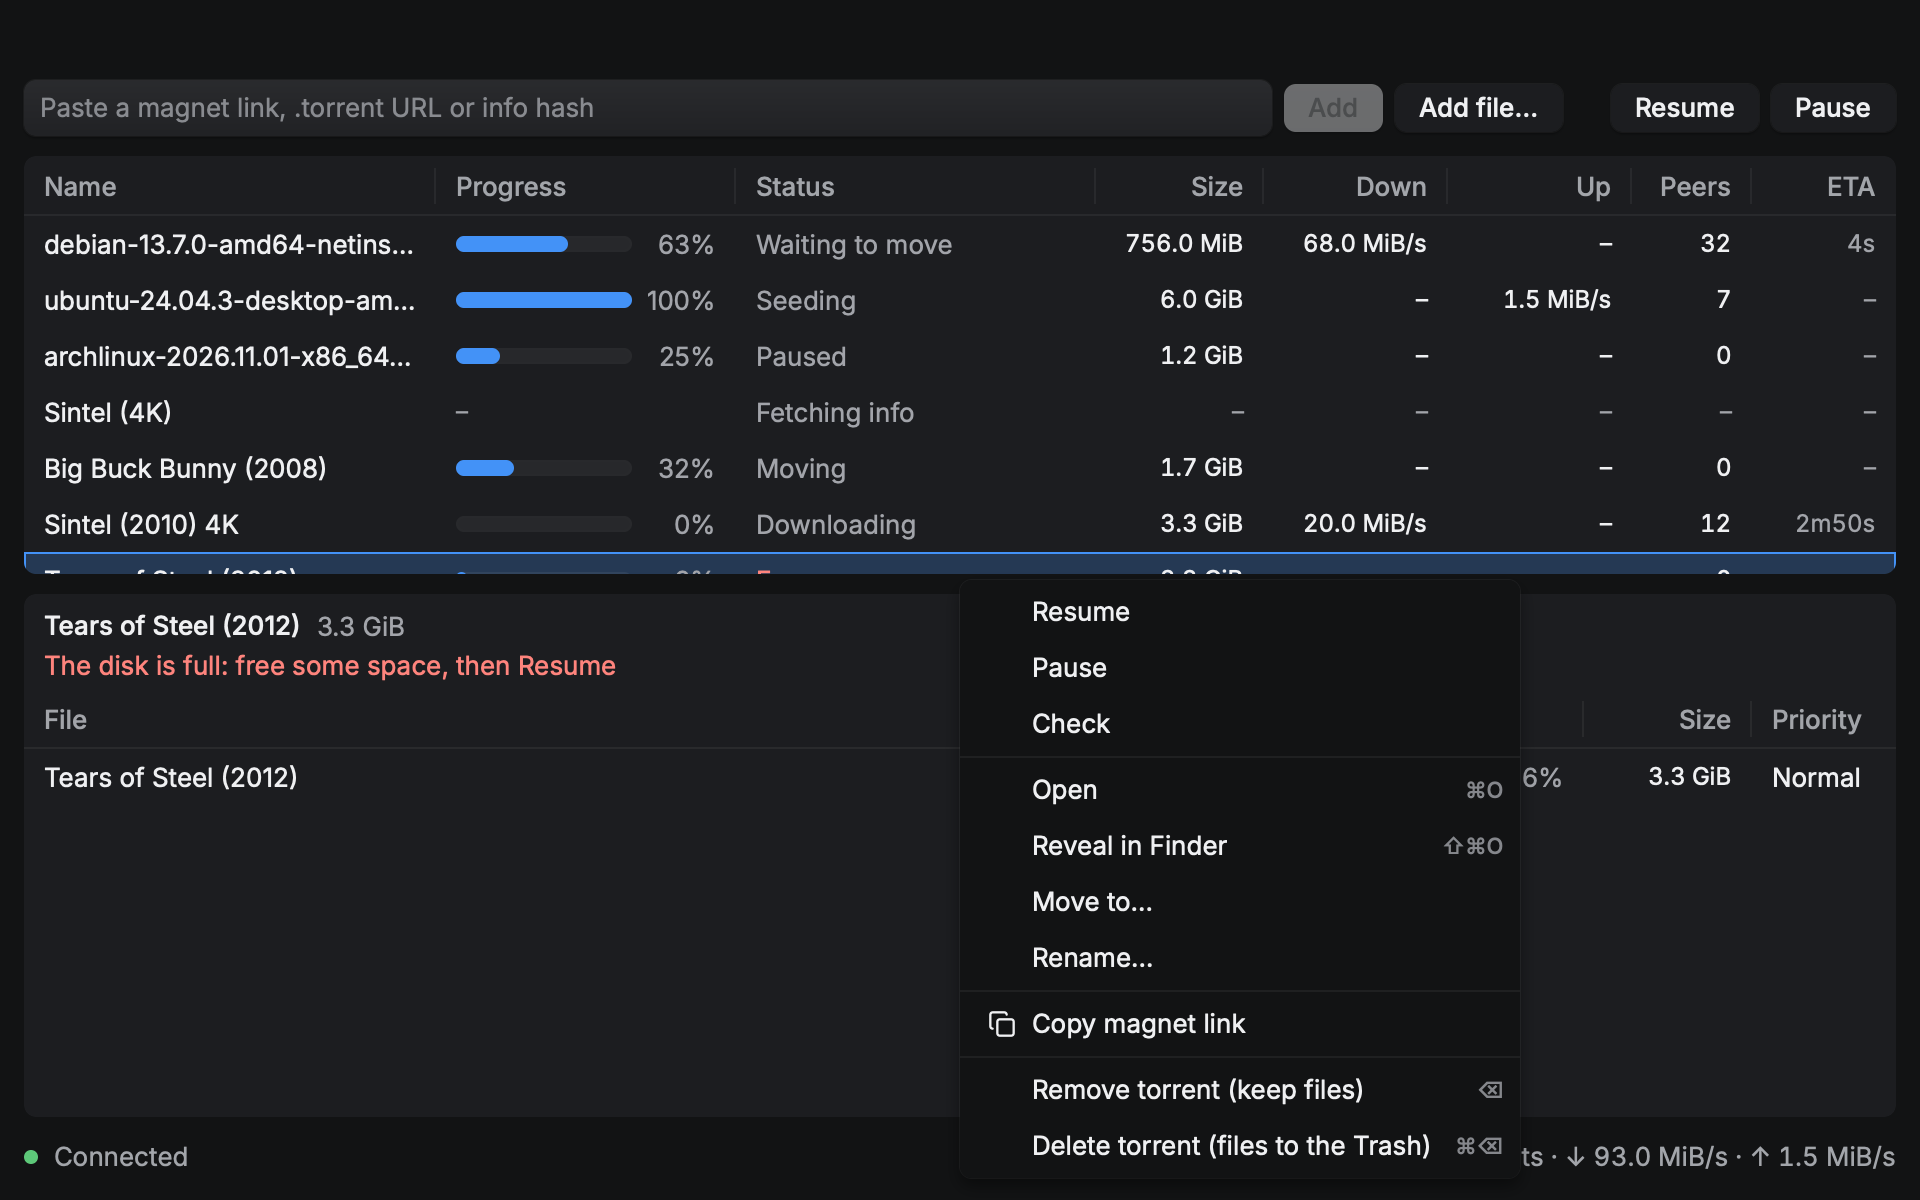 Paste a magnet link, .torrent URL or info hash Add Add file... Resume Pause
Name Progress Status Size Down Up Peers ETA
debian-13.7.0-amd64-netins... 63% Waiting to move 756.0 MiB 68.0 MiB/s – 32 4s
ubuntu-24.04.3-desktop-am... 100% Seeding 6.0 GiB – 1.5 MiB/s 7 –
archlinux-2026.11.01-x86_64... 25% Paused 1.2 GiB – – 0 –
Sintel (4K) – Fetching info – – – – –
Big Buck Bunny (2008) 32% Moving 1.7 GiB – – 0 –
Sintel (2010) 4K 0% Downloading 3.3 GiB 20.0 MiB/s – 12 2m50s
Tears of Steel (2012) 3.3 GiB
The disk is full: free some space, then Resume
File Size Priority
Tears of Steel (2012) 6% 3.3 GiB Normal
Resume
Pause
Check
Open ⌘O
Reveal in Finder ⇧⌘O
Move to...
Rename...
Copy magnet link
Remove torrent (keep files) ⌫
Delete torrent (files to the Trash) ⌘⌫
Connected ts · ↓ 93.0 MiB/s · ↑ 1.5 MiB/s